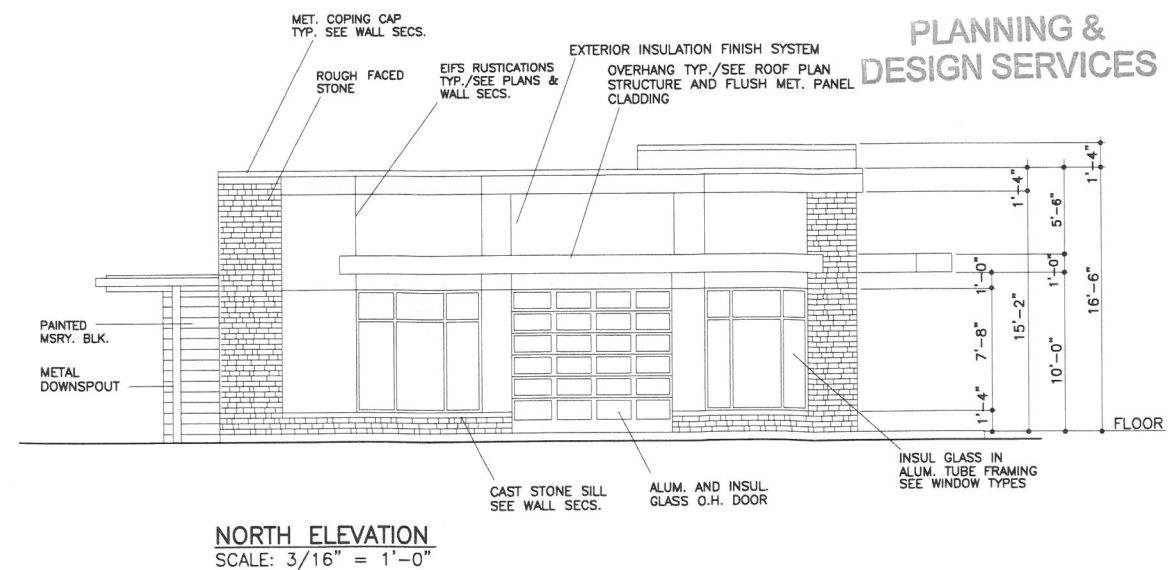 PLANNING &
DESIGN SERVICES
MET. COPING CAP
TYP. SEE WALL SECS.
ROUGH FACED
STONE
EIFS RUSTICATIONS
TYP./SEE PLANS &
WALL SECS.
EXTERIOR INSULATION FINISH SYSTEM
OVERHANG TYP./SEE ROOF PLAN
STRUCTURE AND FLUSH MET. PANEL
CLADDING
1'-4"
1'-4"
5'-6"
1'-0"
1'-0"
15'-2"
16'-6"
7'-8"
10'-0"
1'-4"
FLOOR
PAINTED
MSRY. BLK.
METAL
DOWNSPOUT
CAST STONE SILL
SEE WALL SECS.
ALUM. AND INSUL.
GLASS O.H. DOOR
INSUL GLASS IN
ALUM. TUBE FRAMING
SEE WINDOW TYPES
NORTH ELEVATION
SCALE: 3/16" = 1'-0"